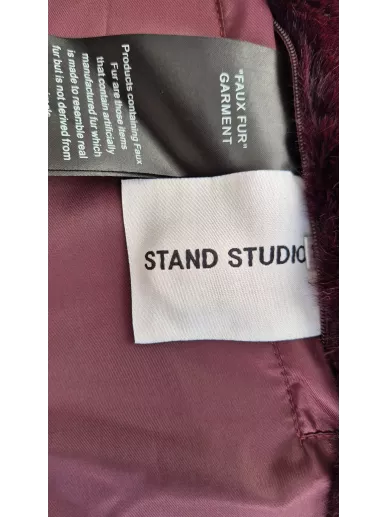 "FAUX FUR"
GARMENT
Products containing Faux
Fur are those items
that contain artificially
manufactured fur which
is made to resemble real
fur but is not derived from
STAND STUDIO